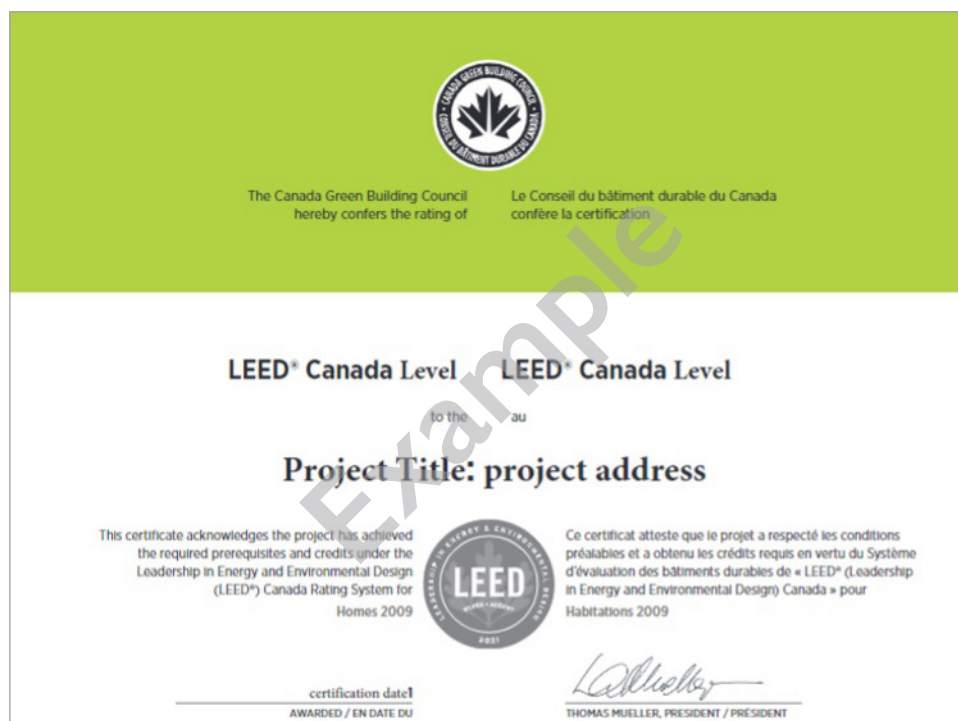 CANADA GREEN BUILDING COUNCIL
CONSEIL DU BÂTIMENT DURABLE DU CANADA
The Canada Green Building Council
hereby confers the rating of
Le Conseil du bâtiment durable du Canada
confère la certification
Example
LEED® Canada Level
LEED® Canada Level
to the
au
Project Title: project address
This certificate acknowledges the project has achieved
the required prerequisites and credits under the
Leadership in Energy and Environmental Design
(LEED®) Canada Rating System for
Homes 2009
LEADERSHIP IN ENERGY & ENVIRONMENTAL DESIGN
LEED
2021
Ce certificat atteste que le projet a respecté les conditions
préalables et a obtenu les crédits requis en vertu du Système
d'évaluation des bâtiments durables de « LEED® (Leadership
in Energy and Environmental Design) Canada » pour
Habitations 2009
certification date1
AWARDED / EN DATE DU
THOMAS MUELLER, PRESIDENT / PRÉSIDENT